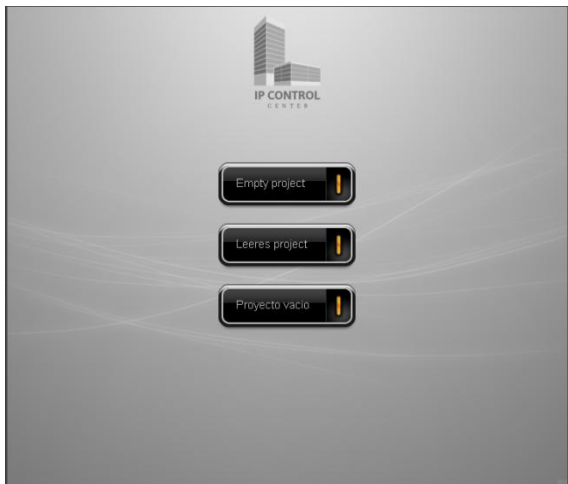 IP CONTROL
CENTER
Empty project
Leeres project
Proyecto vacio